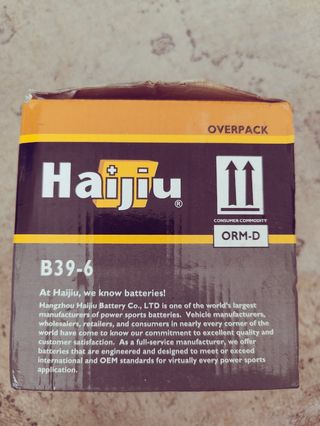 OVERPACK
Haijiu®
CONSUMER COMMODITY
ORM-D
B39-6
At Haijiu, we know batteries!
Hangzhou Haijiu Battery Co., LTD is one of the world's largest
manufacturers of power sports batteries. Vehicle manufacturers,
wholesalers, retailers, and consumers in nearly every corner of the
world have come to know our commitment to excellent quality and
customer satisfaction. As a full-service manufacturer, we offer
batteries that are engineered and designed to meet or exceed
international and OEM standards for virtually every power sports
application.